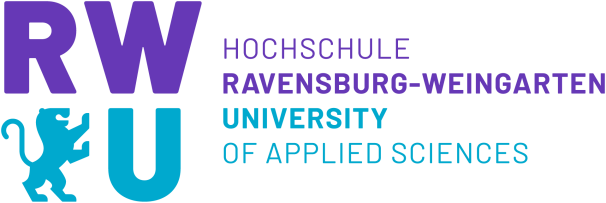 RW
U
HOCHSCHULE
RAVENSBURG-WEINGARTEN
UNIVERSITY
OF APPLIED SCIENCES